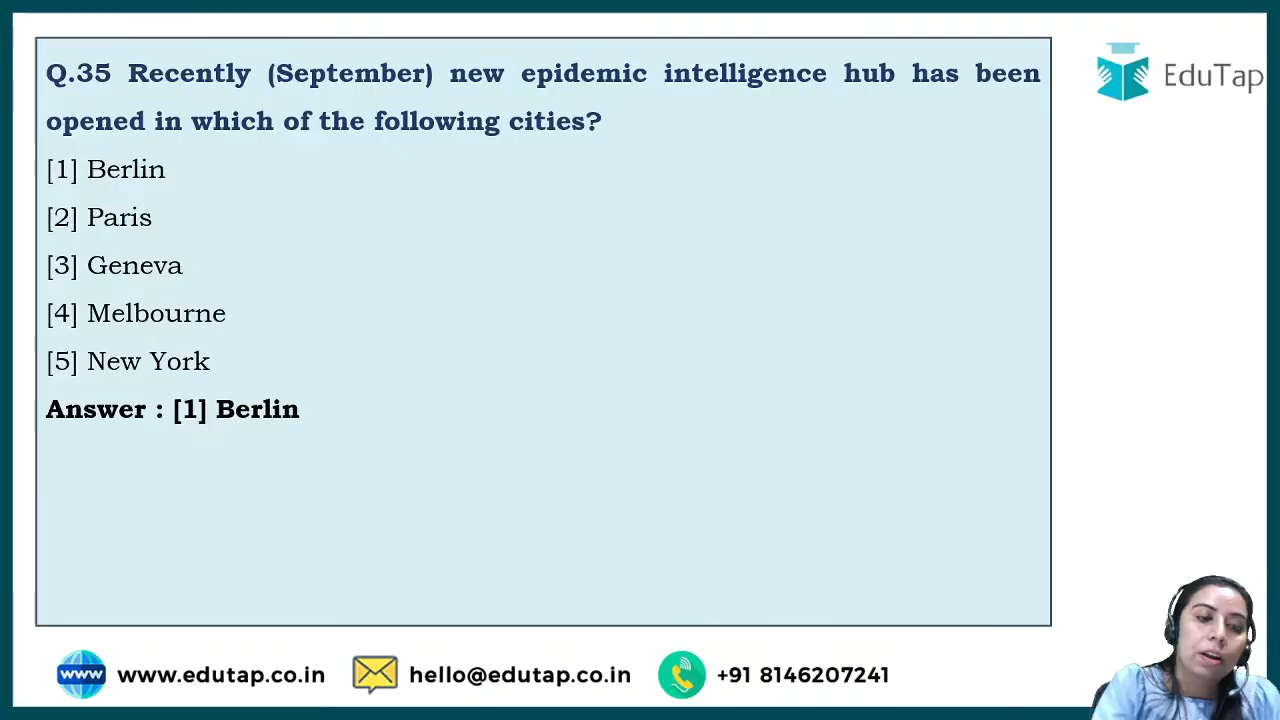 Q.35 Recently (September) new epidemic intelligence hub has been
opened in which of the following cities?
[1] Berlin
[2] Paris
[3] Geneva
[4] Melbourne
[5] New York
Answer : [1] Berlin
EduTap
www www.edutap.co.in hello@edutap.co.in +91 8146207241